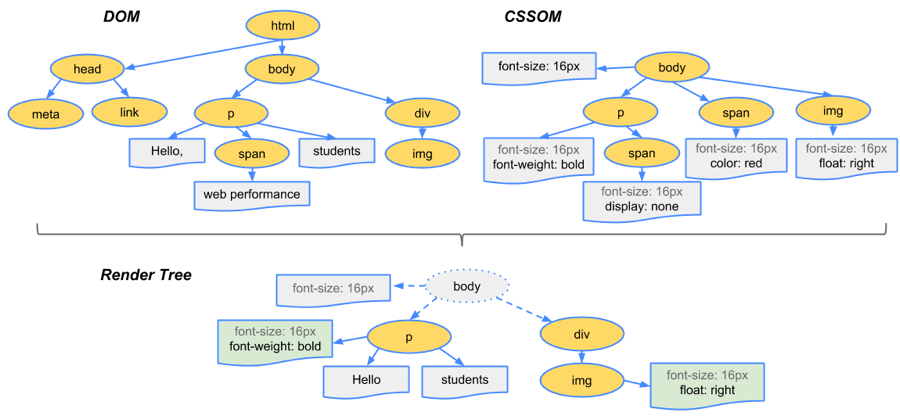 DOM
CSSOM
html
head
body
meta
link
p
div
Hello,
span
students
img
web performance
font-size: 16px
body
p
span
img
font-size: 16px
font-weight: bold
span
font-size: 16px
color: red
font-size: 16px
float: right
font-size: 16px
display: none
Render Tree
font-size: 16px
body
font-size: 16px
font-weight: bold
p
div
Hello
students
img
font-size: 16px
float: right